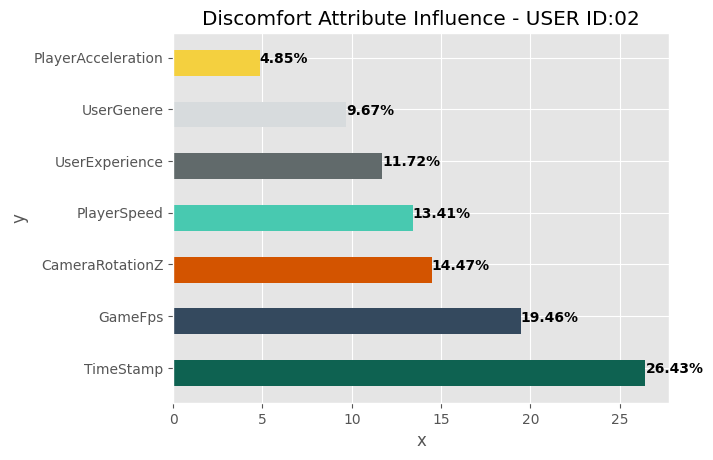 Discomfort Attribute Influence - USER ID:02
PlayerAcceleration 4.85%
UserGenere 9.67%
UserExperience 11.72%
PlayerSpeed 13.41%
CameraRotationZ 14.47%
GameFps 19.46%
TimeStamp 26.43%
y
0 5 10 15 20 25
x